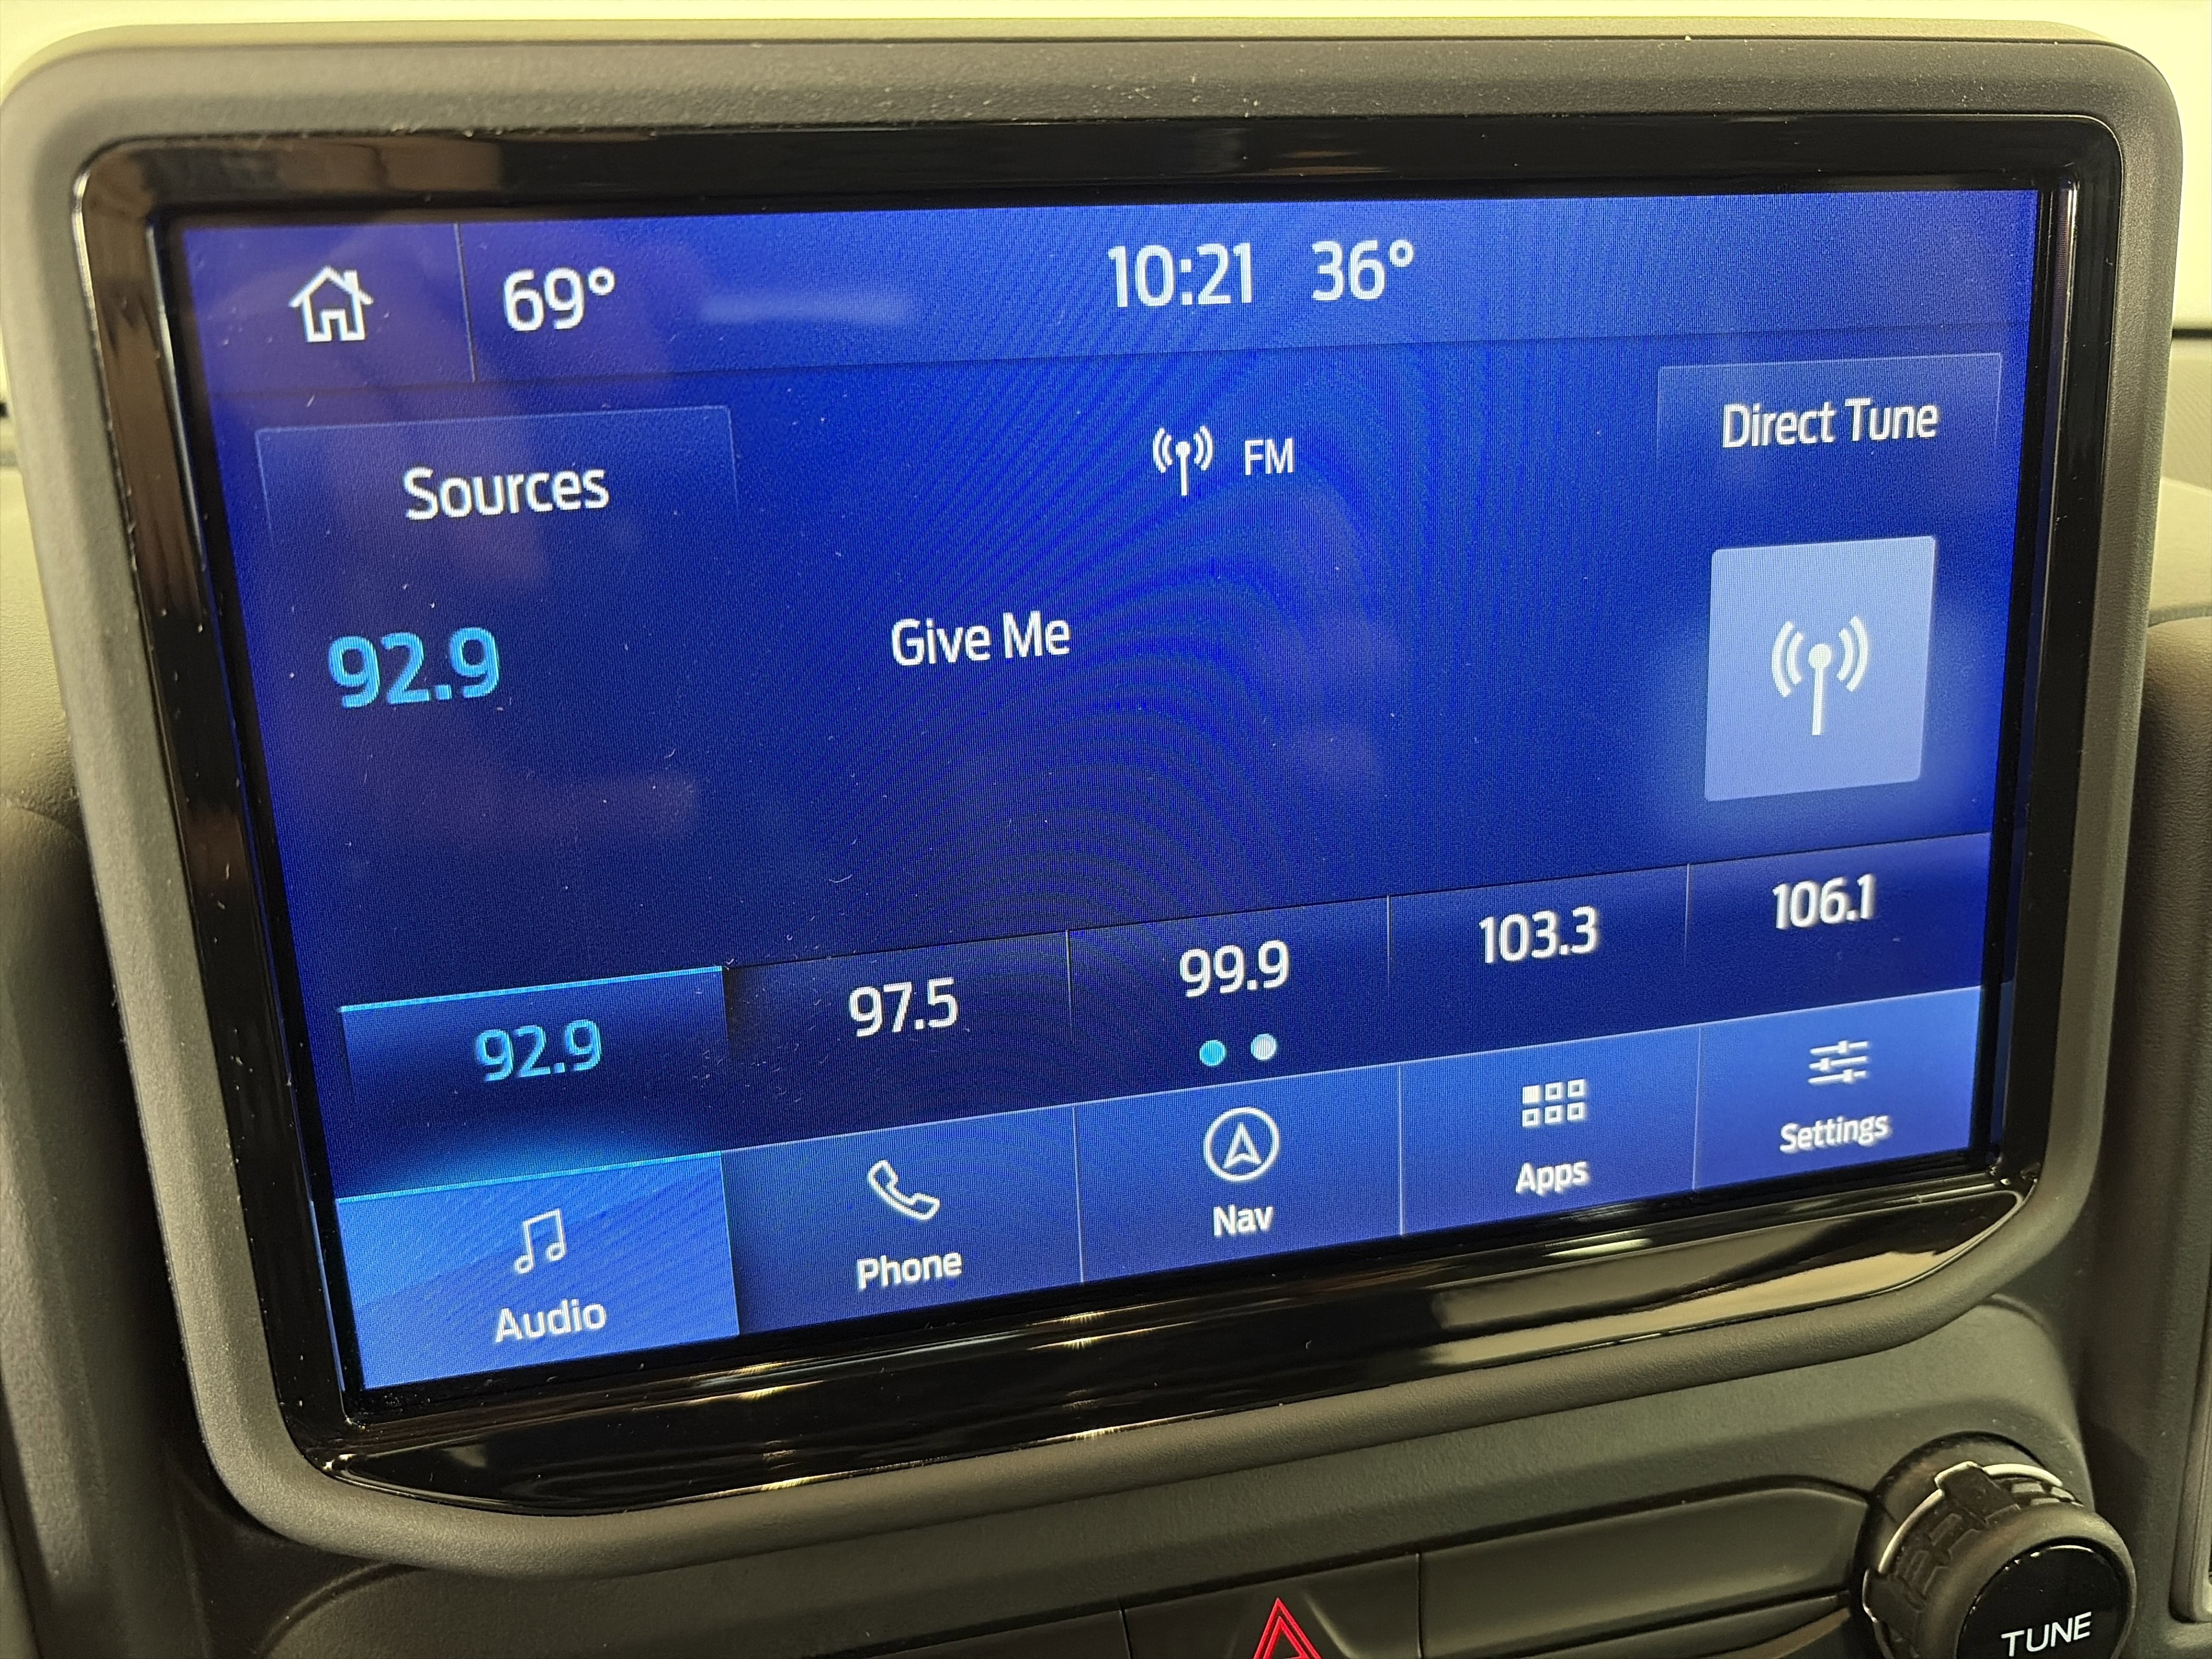 69° 10:21 36°
Sources FM Direct Tune
92.9 Give Me
92.9 97.5 99.9 103.3 106.1
Audio Phone Nav Apps Settings
TUNE